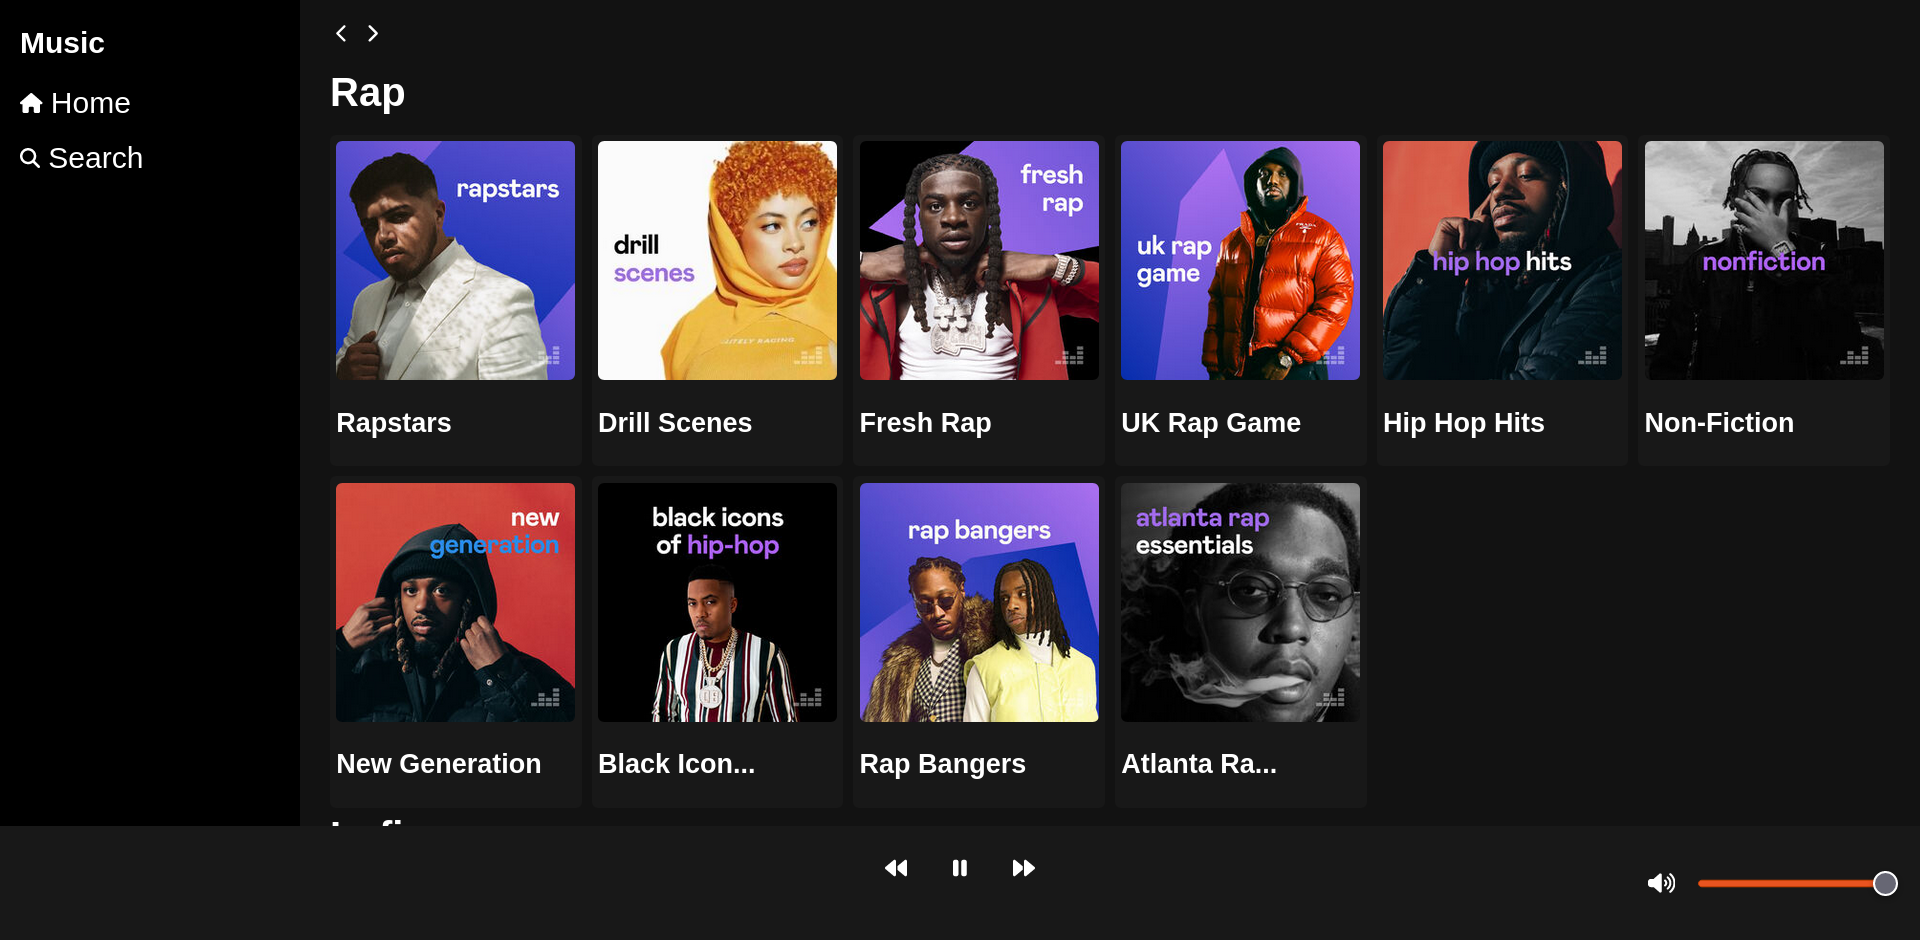 Music
Home
Search
Rap
rapstars
drill
scenes
fresh
rap
uk rap
game
hip hop hits
nonfiction
Rapstars
Drill Scenes
Fresh Rap
UK Rap Game
Hip Hop Hits
Non-Fiction
new
generation
black icons
of hip-hop
rap bangers
atlanta rap
essentials
New Generation
Black Icon...
Rap Bangers
Atlanta Ra...